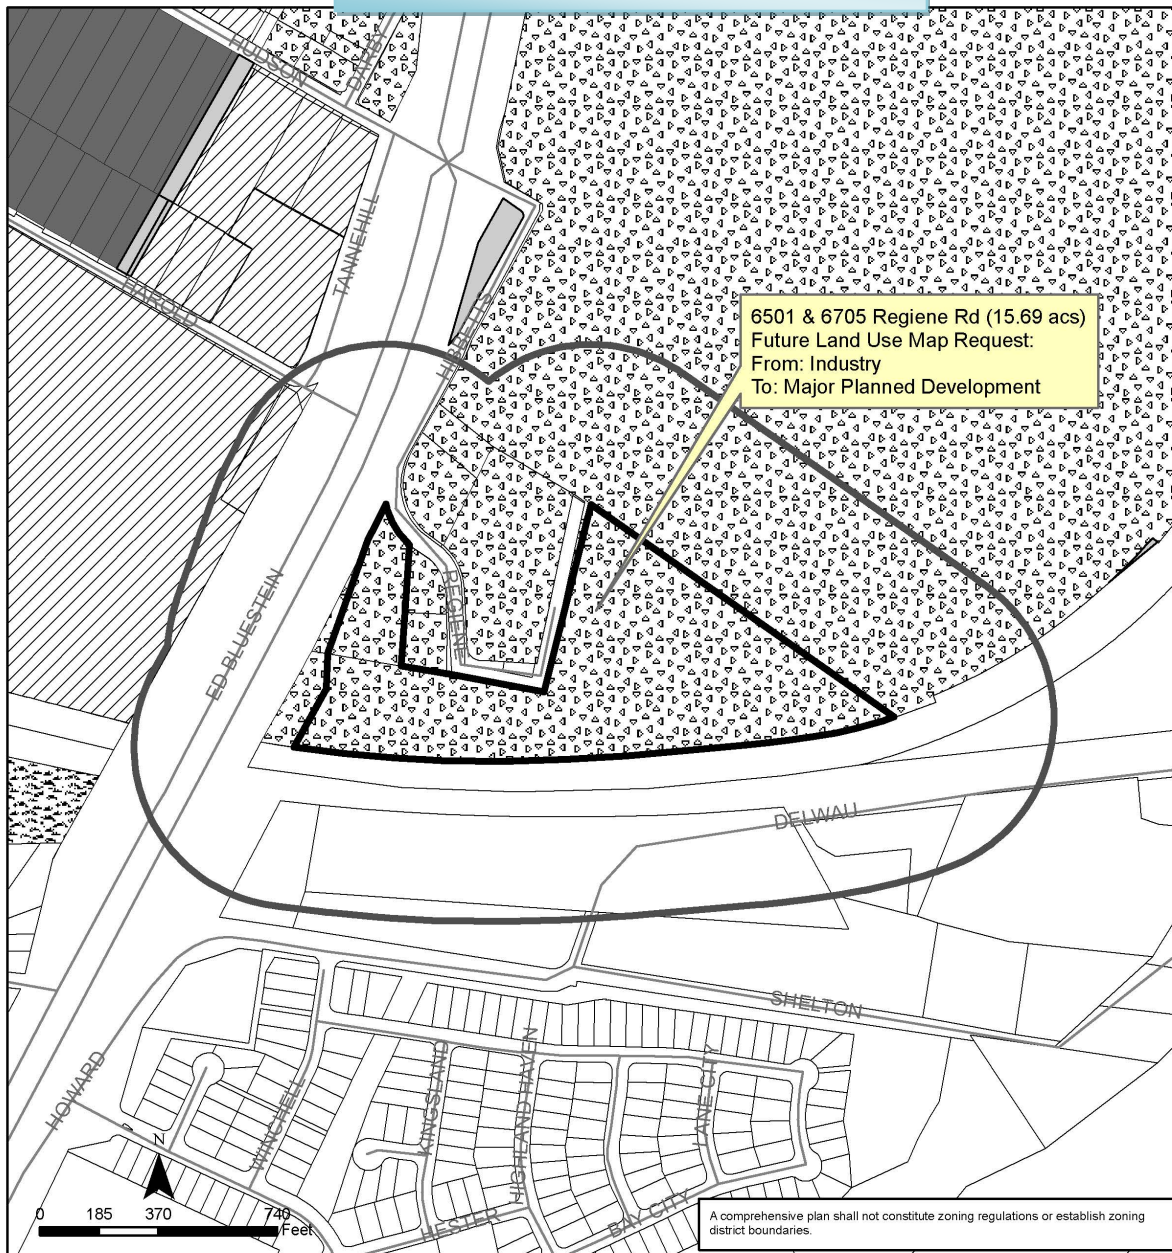 HUDSON
DARBY
TANNEHILL
HAROLD
HIBBETTS
6501 & 6705 Regiene Rd (15.69 acs)
Future Land Use Map Request:
From: Industry
To: Major Planned Development
REGIENE
ED BLUESTEIN
DELWAU
SHELTON
HOWARD
WINCHELL
KINGSLAND
HIGHLAND HAVEN
LANE CITY
HESTER
BAY CITY
N
0 185 370 740
Feet
A comprehensive plan shall not constitute zoning regulations or establish zoning
district boundaries.